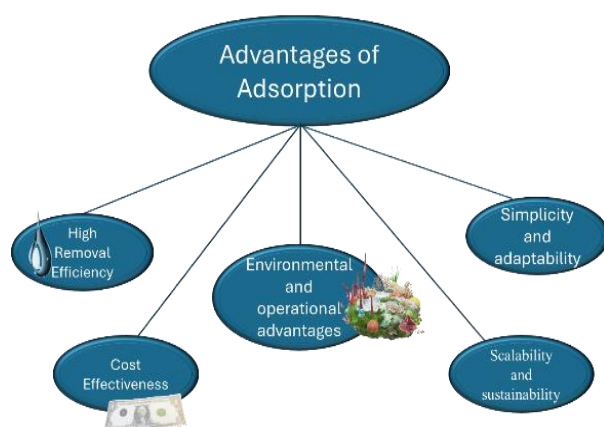 Advantages of
Adsorption
High
Removal
Efficiency
Simplicity
and
adaptability
Environmental
and
operational
advantages
Cost
Effectiveness
Scalability
and
sustainability